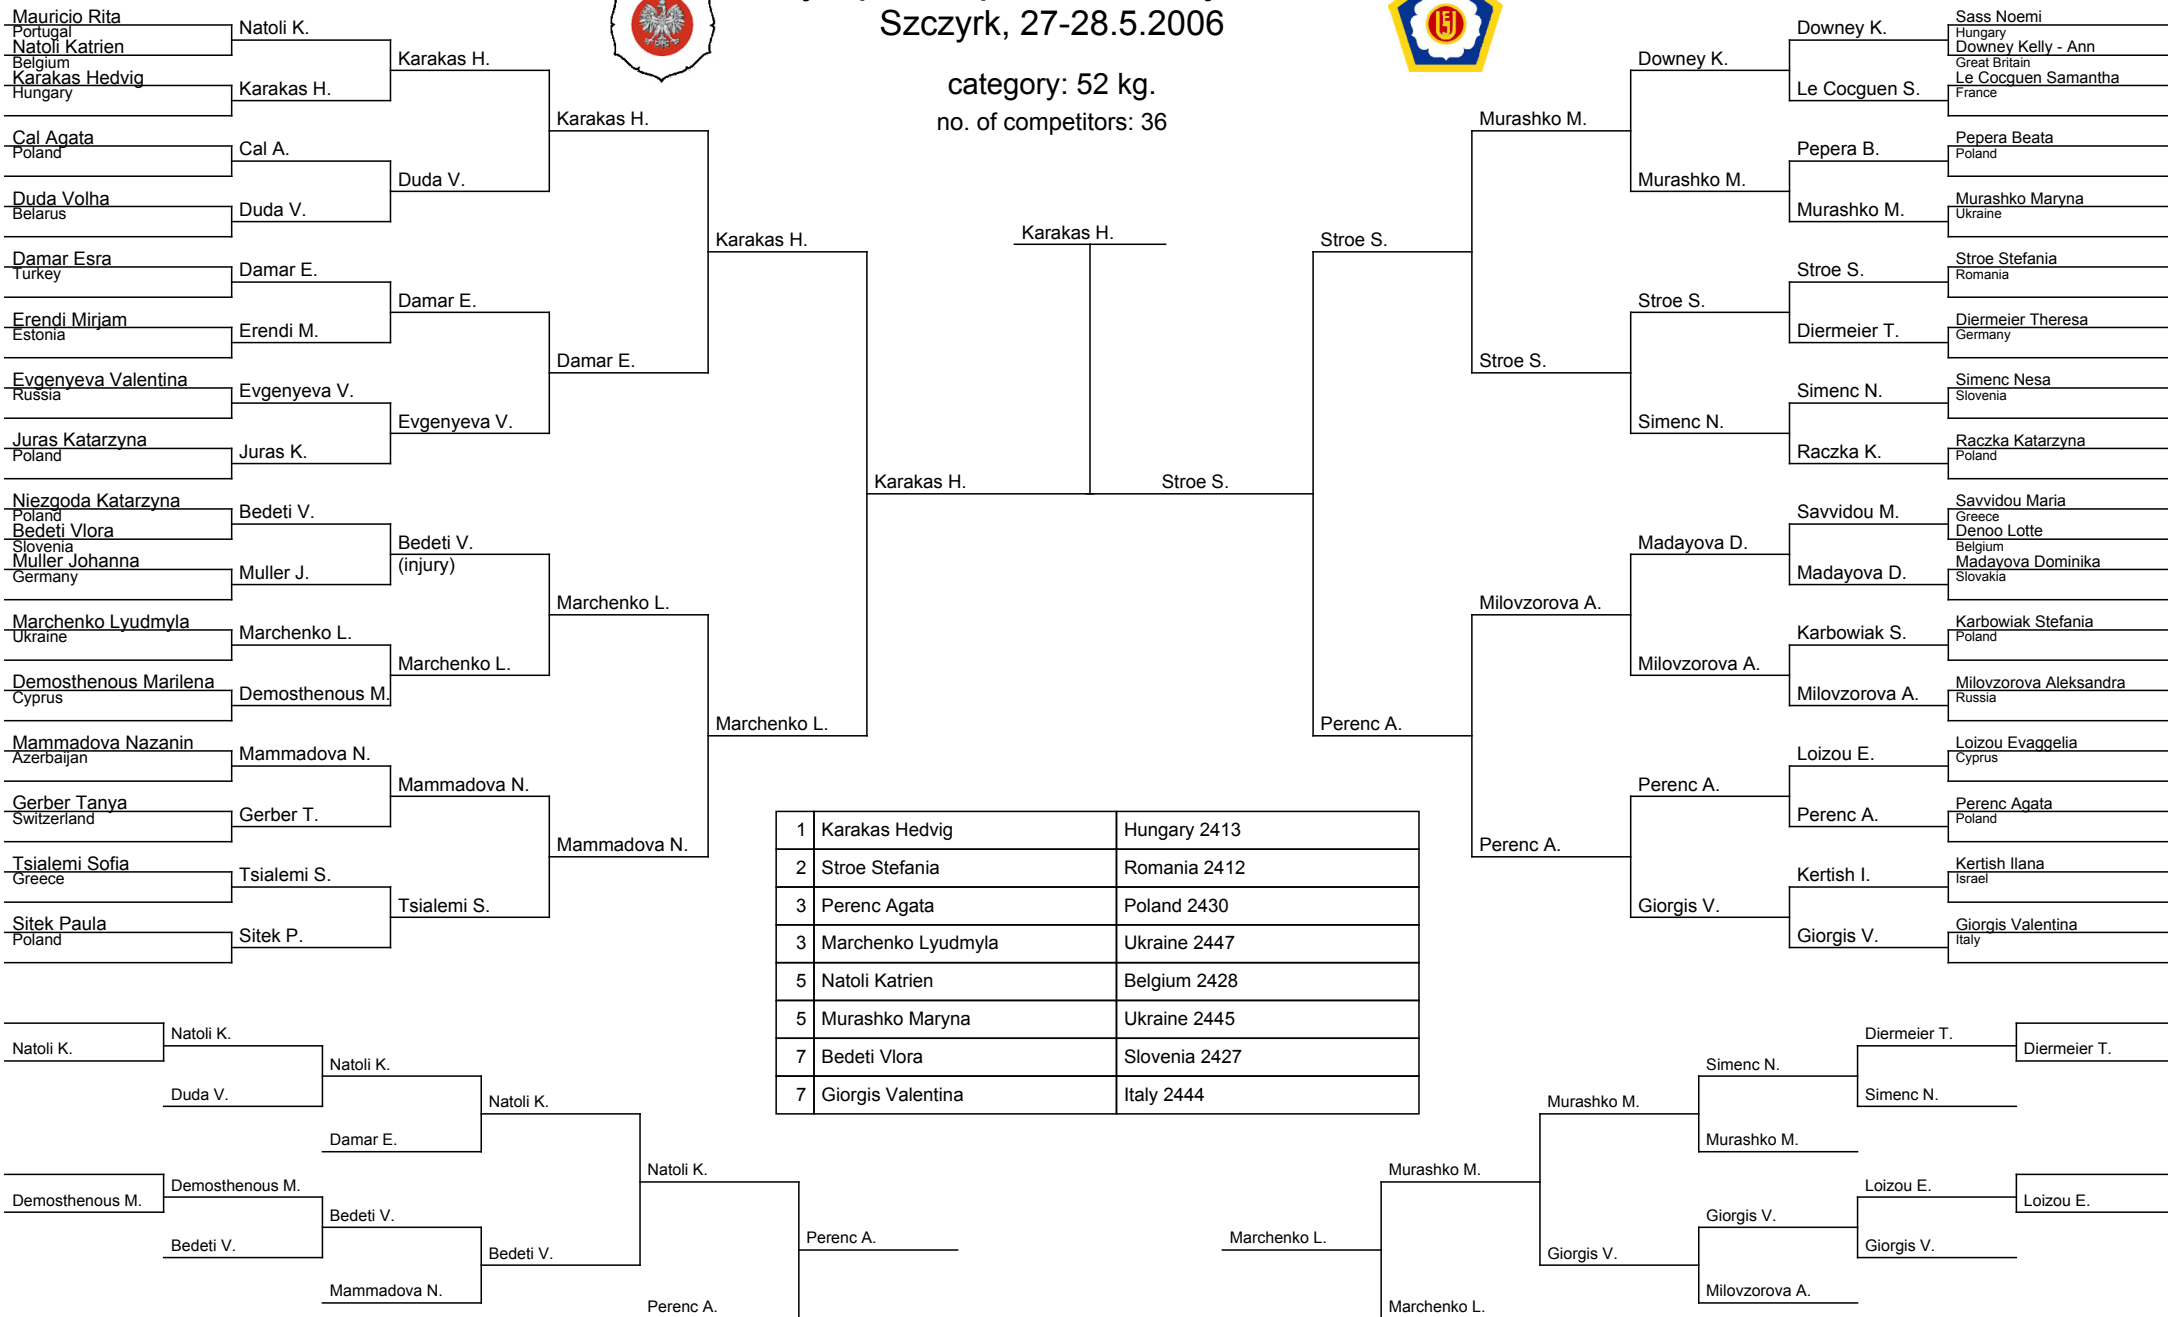 Szczyrk, 27-28.5.2006
category: 52 kg.
no. of competitors: 36
Mauricio Rita
Portugal
Natoli Katrien
Belgium
Karakas Hedvig
Hungary
Cal Agata
Poland
Duda Volha
Belarus
Damar Esra
Turkey
Erendi Mirjam
Estonia
Evgenyeva Valentina
Russia
Juras Katarzyna
Poland
Niezgoda Katarzyna
Poland
Bedeti Vlora
Slovenia
Muller Johanna
Germany
Marchenko Lyudmyla
Ukraine
Demosthenous Marilena
Cyprus
Mammadova Nazanin
Azerbaijan
Gerber Tanya
Switzerland
Tsialemi Sofia
Greece
Sitek Paula
Poland
Natoli K.
Karakas H.
Cal A.
Duda V.
Damar E.
Erendi M.
Evgenyeva V.
Juras K.
Bedeti V.
Muller J.
Marchenko L.
Demosthenous M.
Mammadova N.
Gerber T.
Tsialemi S.
Sitek P.
Karakas H.
Duda V.
Damar E.
Evgenyeva V.
Bedeti V.
(injury)
Marchenko L.
Mammadova N.
Tsialemi S.
Karakas H.
Damar E.
Marchenko L.
Mammadova N.
Karakas H.
Marchenko L.
Karakas H.
Karakas H.
Stroe S.
Stroe S.
Perenc A.
Murashko M.
Stroe S.
Milovzorova A.
Perenc A.
Downey K.
Murashko M.
Stroe S.
Simenc N.
Madayova D.
Milovzorova A.
Perenc A.
Giorgis V.
Downey K.
Le Cocguen S.
Pepera B.
Murashko M.
Stroe S.
Diermeier T.
Simenc N.
Raczka K.
Savvidou M.
Madayova D.
Karbowiak S.
Milovzorova A.
Loizou E.
Perenc A.
Kertish I.
Giorgis V.
Sass Noemi
Hungary
Downey Kelly - Ann
Great Britain
Le Cocguen Samantha
France
Pepera Beata
Poland
Murashko Maryna
Ukraine
Stroe Stefania
Romania
Diermeier Theresa
Germany
Simenc Nesa
Slovenia
Raczka Katarzyna
Poland
Savvidou Maria
Greece
Denoo Lotte
Belgium
Madayova Dominika
Slovakia
Karbowiak Stefania
Poland
Milovzorova Aleksandra
Russia
Loizou Evaggelia
Cyprus
Perenc Agata
Poland
Kertish Ilana
Israel
Giorgis Valentina
Italy
1 Karakas Hedvig Hungary 2413
2 Stroe Stefania Romania 2412
3 Perenc Agata Poland 2430
3 Marchenko Lyudmyla Ukraine 2447
5 Natoli Katrien Belgium 2428
5 Murashko Maryna Ukraine 2445
7 Bedeti Vlora Slovenia 2427
7 Giorgis Valentina Italy 2444
Natoli K.
Demosthenous M.
Natoli K.
Duda V.
Demosthenous M.
Bedeti V.
Natoli K.
Damar E.
Bedeti V.
Mammadova N.
Natoli K.
Bedeti V.
Natoli K.
Perenc A.
Perenc A.
Marchenko L.
Murashko M.
Marchenko L.
Murashko M.
Giorgis V.
Simenc N.
Murashko M.
Giorgis V.
Milovzorova A.
Diermeier T.
Simenc N.
Loizou E.
Giorgis V.
Diermeier T.
Loizou E.